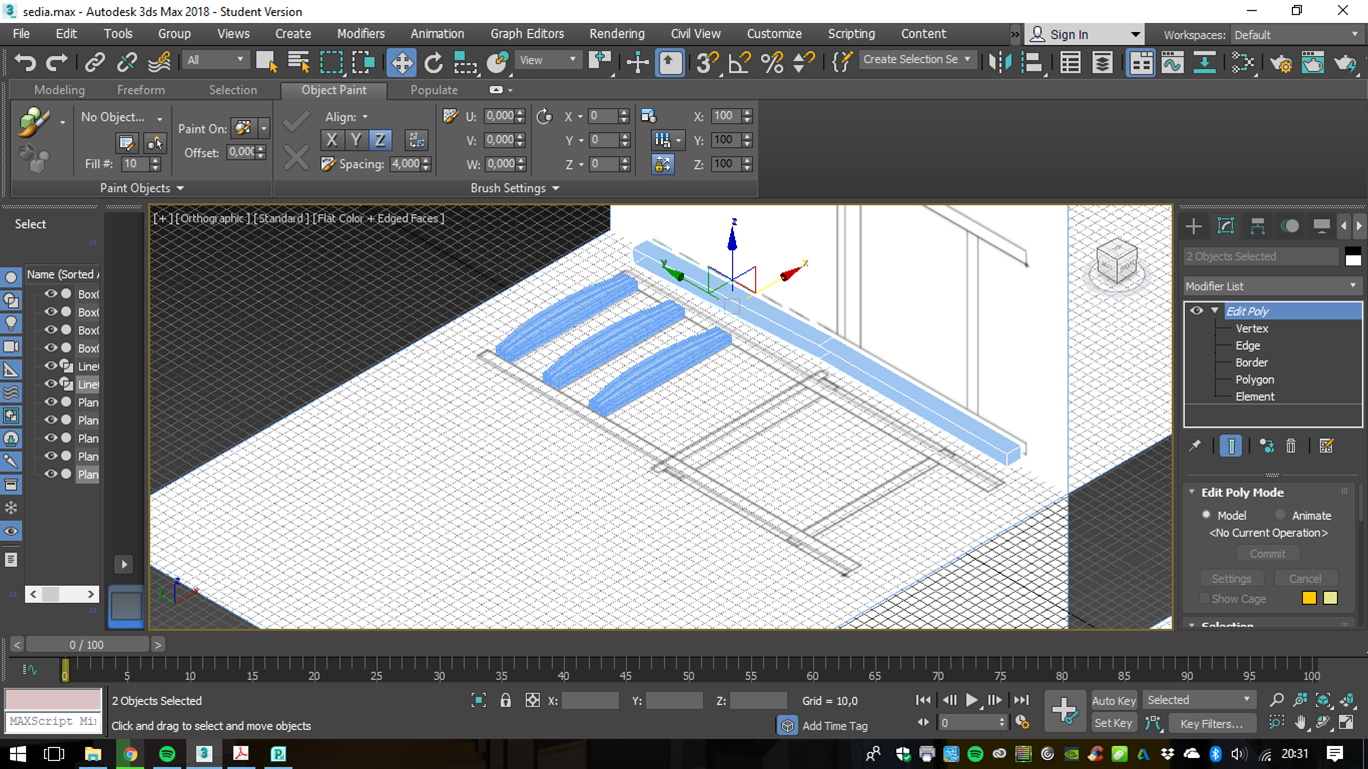 sedia.max - Autodesk 3ds Max 2018 - Student Version
File Edit Tools Group Views Create Modifiers Animation Graph Editors Rendering Civil View Customize Scripting Content » Sign In Workspaces: Default
All View Create Selection Se
Modeling Freeform Selection Object Paint Populate
No Object... Paint On: Align: U: 0,000 X 0 X: 100
Fill #: 10 Offset: 0,000 X Y Z V: 0,000 Y 0 Y: 100
Spacing: 4,000 W: 0,000 Z 0 Z: 100
Paint Objects Brush Settings
Select
Name (Sorted A
Box0
Box0
Box0
Box0
Line
Line
Plan
Plan
Plan
Plan
Plan
[+] [Orthographic] [Standard] [Flat Color + Edged Faces]
z
y
x
2 Objects Selected
Modifier List
Edit Poly
Vertex
Edge
Border
Polygon
Element
Edit Poly Mode
Model Animate
<No Current Operation>
Commit
Settings Cancel
Show Cage
Selection
< 0 / 100 >
0 5 10 15 20 25 30 35 40 45 50 55 60 65 70 75 80 85 90 95 100
2 Objects Selected X: Y: Z: Grid = 10,0 Auto Key Selected
MAXScript Mi Click and drag to select and move objects Add Time Tag 0 Set Key Key Filters...
20:31